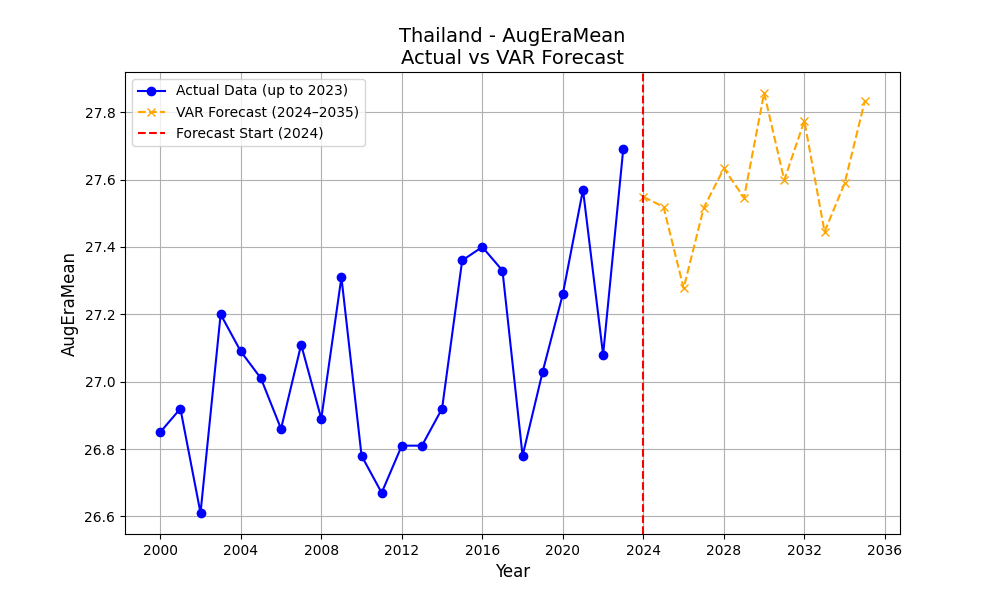 Thailand - AugEraMean
Actual vs VAR Forecast
Actual Data (up to 2023)
VAR Forecast (2024–2035)
Forecast Start (2024)
AugEraMean
27.8
27.6
27.4
27.2
27.0
26.8
26.6
2000 2004 2008 2012 2016 2020 2024 2028 2032 2036
Year